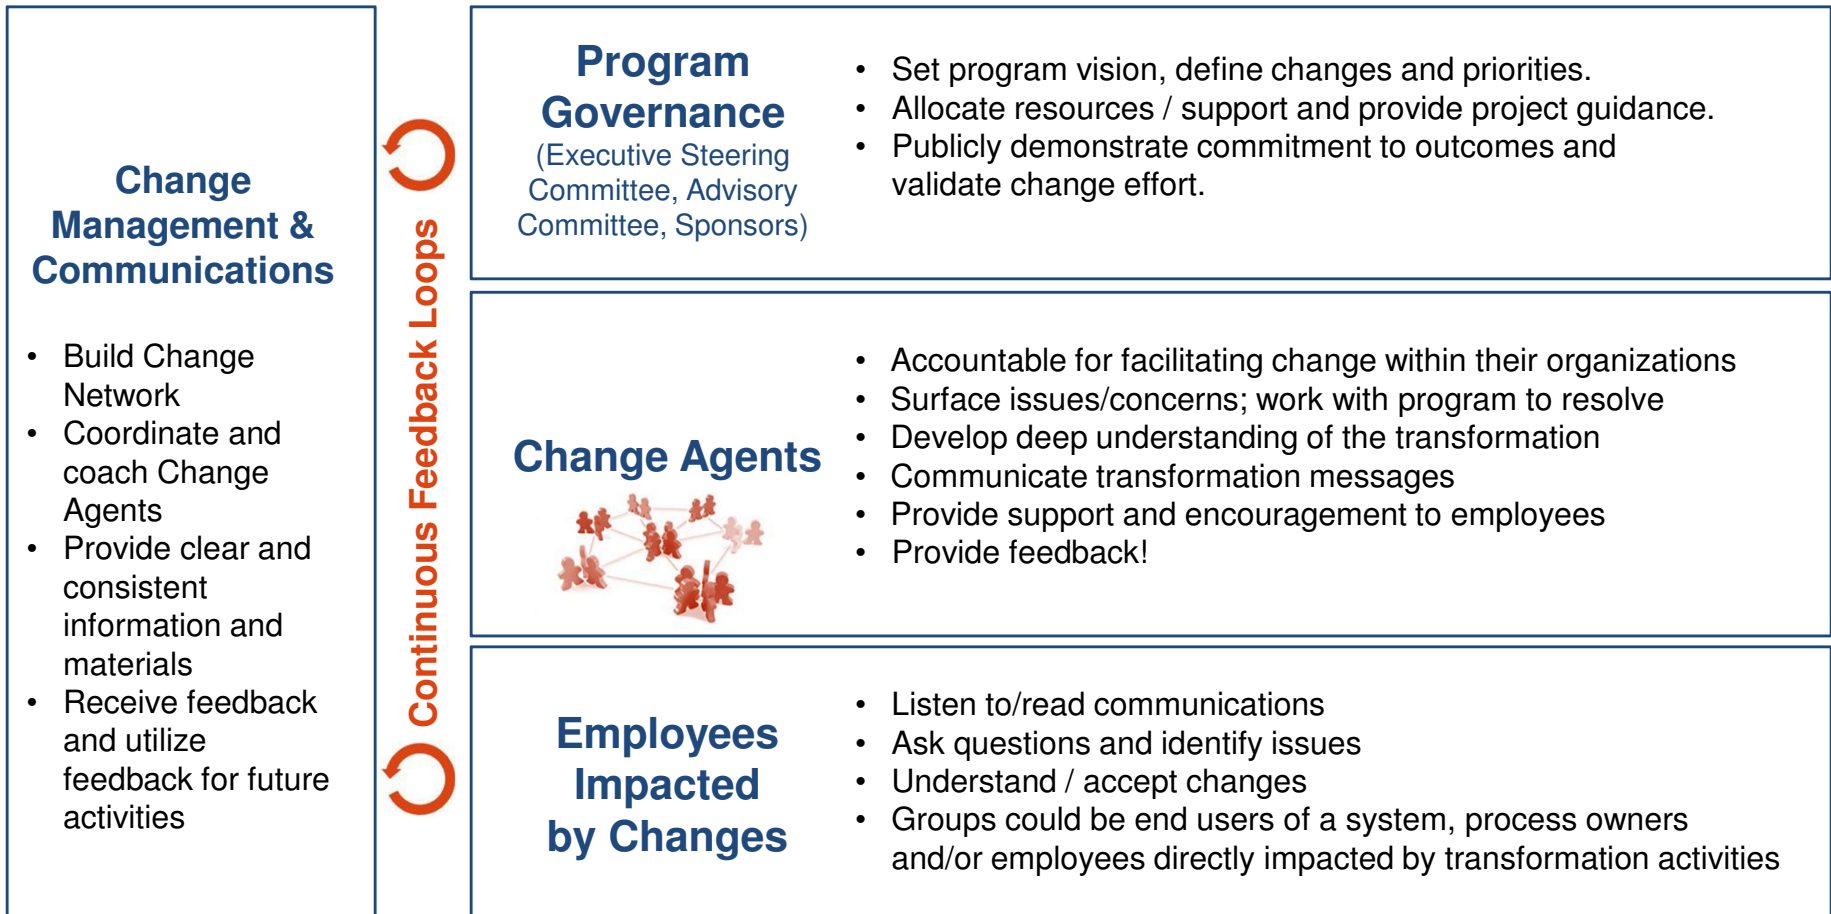 Change
Management &
Communications
• Build Change
Network
• Coordinate and
coach Change
Agents
• Provide clear and
consistent
information and
materials
• Receive feedback
and utilize
feedback for future
activities
Continuous Feedback Loops
Program
Governance
(Executive Steering
Committee, Advisory
Committee, Sponsors)
• Set program vision, define changes and priorities.
• Allocate resources / support and provide project guidance.
• Publicly demonstrate commitment to outcomes and
validate change effort.
Change Agents
• Accountable for facilitating change within their organizations
• Surface issues/concerns; work with program to resolve
• Develop deep understanding of the transformation
• Communicate transformation messages
• Provide support and encouragement to employees
• Provide feedback!
Employees
Impacted
by Changes
• Listen to/read communications
• Ask questions and identify issues
• Understand / accept changes
• Groups could be end users of a system, process owners
and/or employees directly impacted by transformation activities